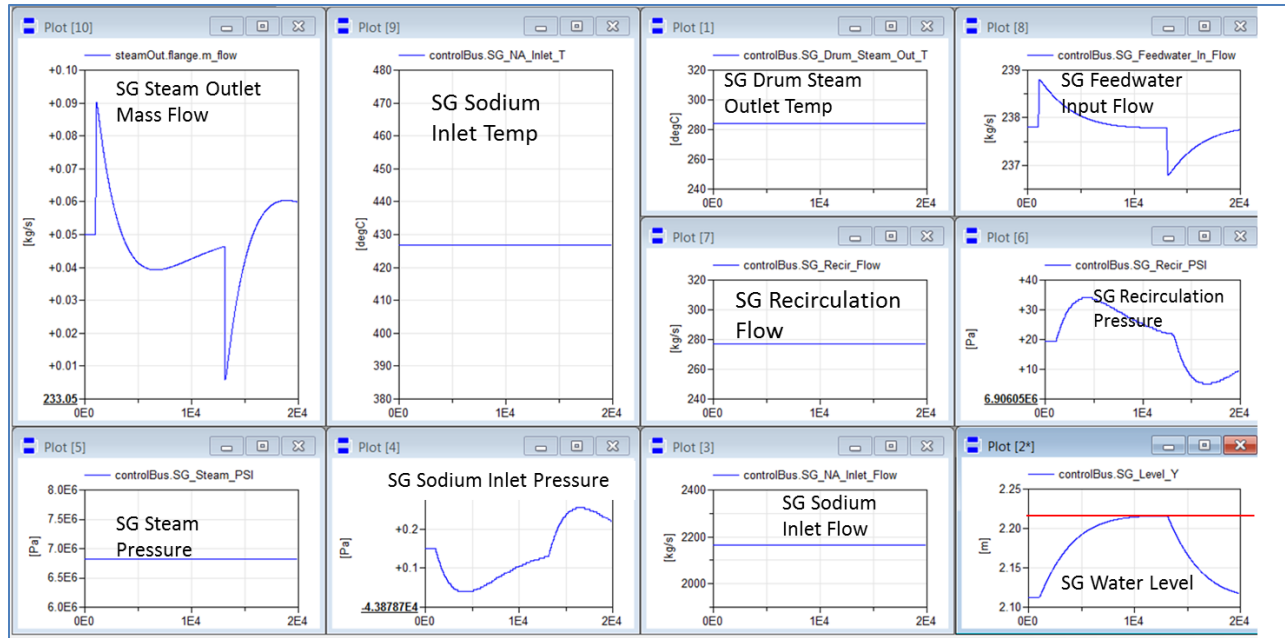 Plot [10]
steamOut.flange.m_flow
SG Steam Outlet
Mass Flow
[kg/s]
+0.10
+0.09
+0.08
+0.07
+0.06
+0.05
+0.04
+0.03
+0.02
+0.01
233.05
0E0
1E4
2E4
Plot [9]
controlBus.SG_NA_Inlet_T
SG Sodium
Inlet Temp
[degC]
480
470
460
450
440
430
420
410
400
390
380
0E0
1E4
2E4
Plot [1]
controlBus.SG_Drum_Steam_Out_T
SG Drum Steam
Outlet Temp
[degC]
320
300
280
260
240
0E0
1E4
2E4
Plot [8]
controlBus.SG_Feedwater_In_Flow
SG Feedwater
Input Flow
[kg/s]
239
238
237
0E0
1E4
2E4
Plot [7]
controlBus.SG_Recir_Flow
SG Recirculation
Flow
[kg/s]
320
300
280
260
240
0E0
1E4
2E4
Plot [6]
controlBus.SG_Recir_PSI
SG Recirculation
Pressure
[Pa]
+40
+30
+20
+10
6.90605E6
0E0
1E4
2E4
Plot [5]
controlBus.SG_Steam_PSI
SG Steam
Pressure
[Pa]
8.0E6
7.5E6
7.0E6
6.5E6
6.0E6
0E0
1E4
2E4
Plot [4]
SG Sodium Inlet Pressure
[Pa]
+0.2
+0.1
-4.38787E4
0E0
1E4
2E4
Plot [3]
controlBus.SG_NA_Inlet_Flow
SG Sodium
Inlet Flow
[kg/s]
2400
2300
2200
2100
2000
0E0
1E4
2E4
Plot [2*]
controlBus.SG_Level_Y
SG Water Level
[m]
2.25
2.20
2.15
2.10
0E0
1E4
2E4